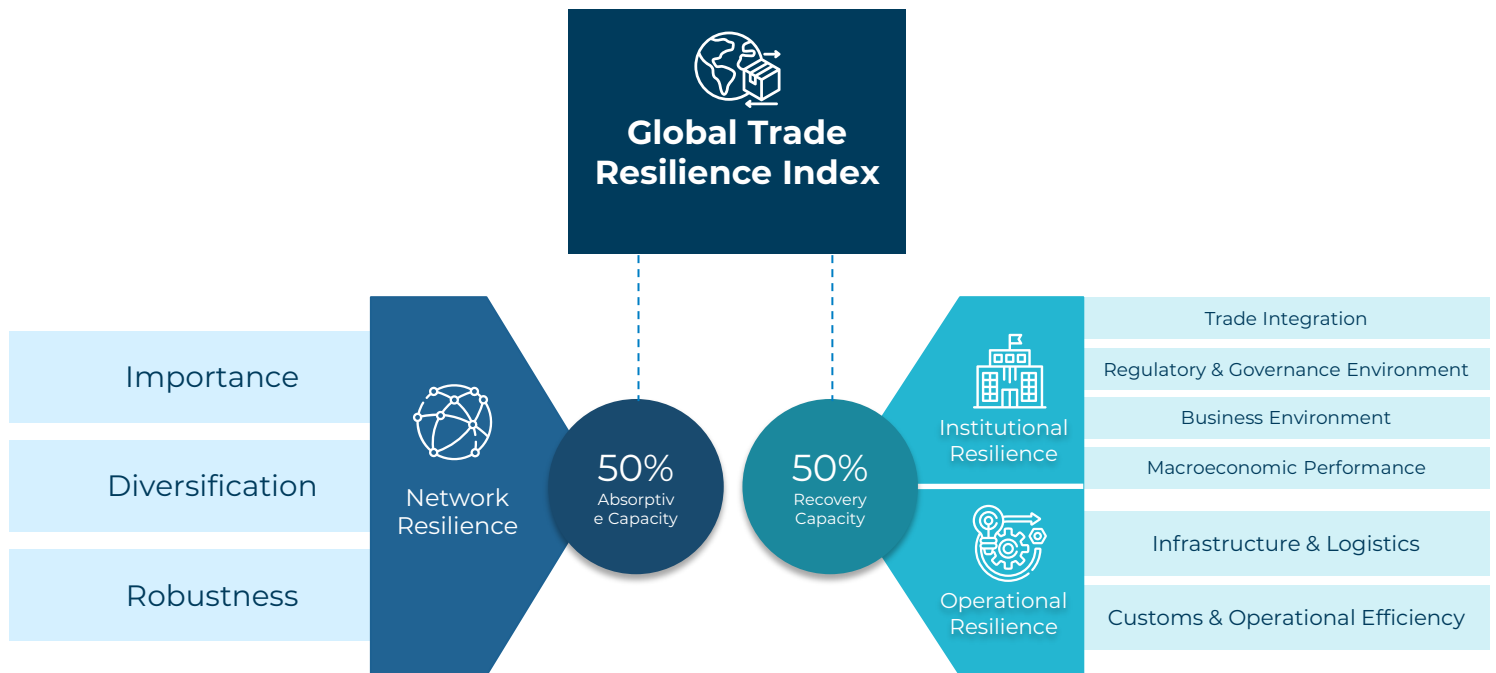 Global Trade
Resilience Index
Importance
Diversification
Robustness
Network
Resilience
50%
Absorptiv
e Capacity
50%
Recovery
Capacity
Institutional
Resilience
Operational
Resilience
Trade Integration
Regulatory & Governance Environment
Business Environment
Macroeconomic Performance
Infrastructure & Logistics
Customs & Operational Efficiency